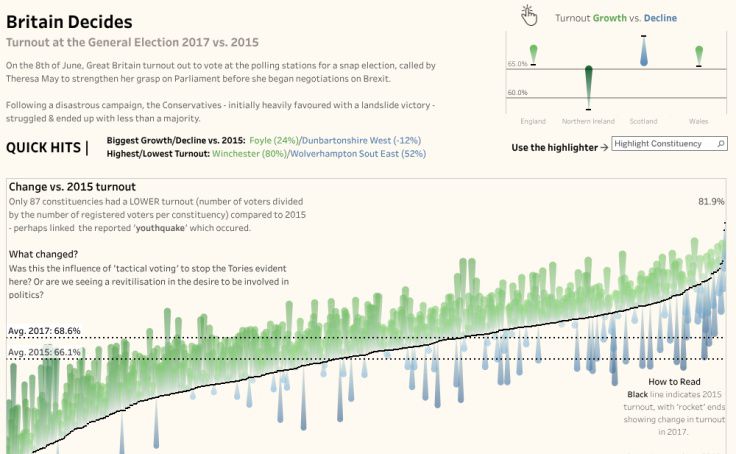 Britain Decides
Turnout at the General Election 2017 vs. 2015
On the 8th of June, Great Britain turnout out to vote at the polling stations for a snap election, called by
Theresa May to strengthen her grasp on Parliament before she began negotiations on Brexit.
Following a disastrous campaign, the Conservatives - initially heavily favoured with a landslide victory -
struggled & ended up with less than a majority.
QUICK HITS |
Biggest Growth/Decline vs. 2015: Foyle (24%)/Dunbartonshire West (-12%)
Highest/Lowest Turnout: Winchester (80%)/Wolverhampton Sout East (52%)
Turnout Growth vs. Decline
65.0%
60.0%
England Northern Ireland Scotland Wales
Use the highlighter → Highlight Constituency
Change vs. 2015 turnout
Only 87 constituencies had a LOWER turnout (number of voters divided
by the number of registered voters per constituency) compared to 2015
- perhaps linked the reported 'youthquake' which occured.
What changed?
Was this the influence of 'tactical voting' to stop the Tories evident
here? Or are we seeing a revitilisation in the desire to be involved in
politics?
81.9%
Avg. 2017: 68.6%
Avg. 2015: 66.1%
How to Read
Black line indicates 2015
turnout, with 'rocket' ends
showing change in turnout
in 2017.